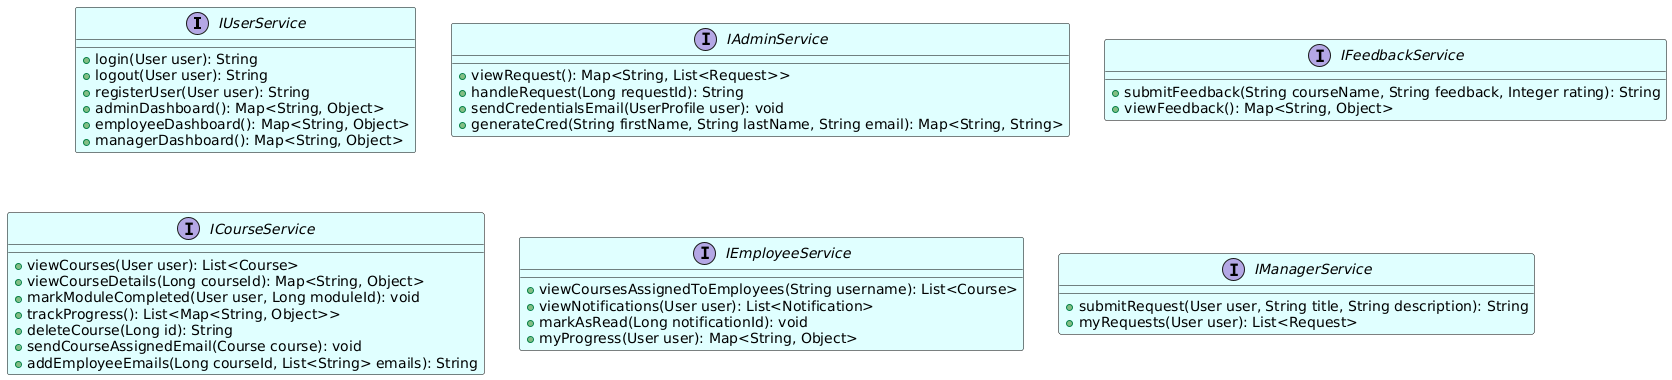 I IUserService
login(User user): String
logout(User user): String
registerUser(User user): String
adminDashboard(): Map<String, Object>
employeeDashboard(): Map<String, Object>
managerDashboard(): Map<String, Object>
I IAdminService
viewRequest(): Map<String, List<Request>>
handleRequest(Long requestId): String
sendCredentialsEmail(UserProfile user): void
generateCred(String firstName, String lastName, String email): Map<String, String>
I IFeedbackService
submitFeedback(String courseName, String feedback, Integer rating): String
viewFeedback(): Map<String, Object>
I ICourseService
viewCourses(User user): List<Course>
viewCourseDetails(Long courseId): Map<String, Object>
markModuleCompleted(User user, Long moduleId): void
trackProgress(): List<Map<String, Object>>
deleteCourse(Long id): String
sendCourseAssignedEmail(Course course): void
addEmployeeEmails(Long courseId, List<String> emails): String
I IEmployeeService
viewCoursesAssignedToEmployees(String username): List<Course>
viewNotifications(User user): List<Notification>
markAsRead(Long notificationId): void
myProgress(User user): Map<String, Object>
I IManagerService
submitRequest(User user, String title, String description): String
myRequests(User user): List<Request>